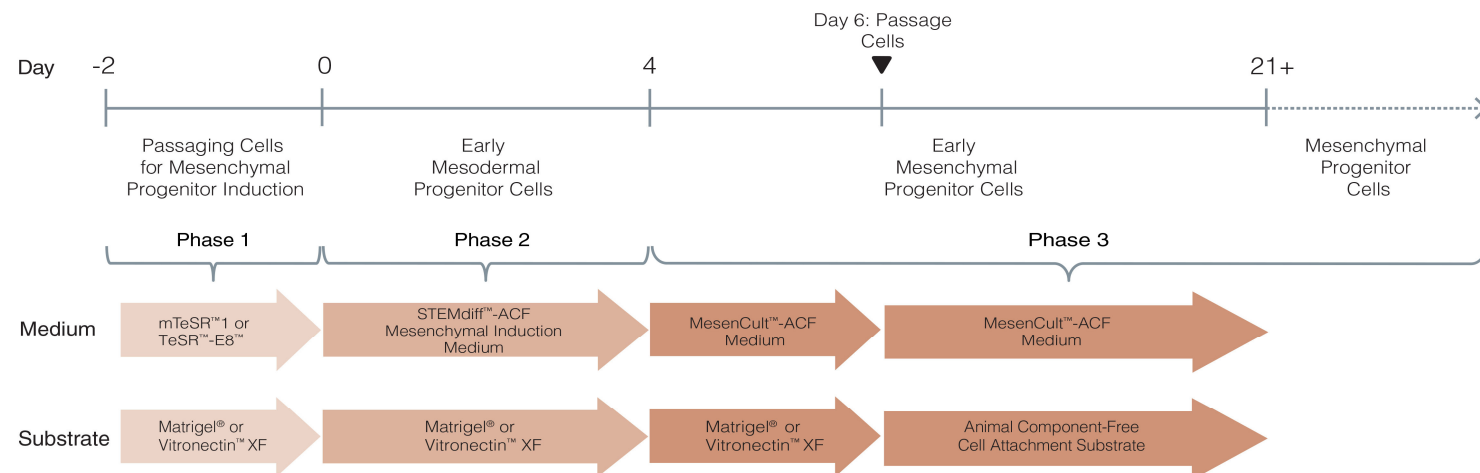 Day 6: Passage
Cells
Day
-2
0
4
21+
Passaging Cells
for Mesenchymal
Progenitor Induction
Early
Mesodermal
Progenitor Cells
Early
Mesenchymal
Progenitor Cells
Mesenchymal
Progenitor
Cells
Phase 1
Phase 2
Phase 3
Medium
mTeSR™1 or
TeSR™-E8™
STEMdiff™-ACF
Mesenchymal Induction
Medium
MesenCult™-ACF
Medium
MesenCult™-ACF
Medium
Substrate
Matrigel® or
Vitronectin™ XF
Matrigel® or
Vitronectin™ XF
Matrigel® or
Vitronectin™ XF
Animal Component-Free
Cell Attachment Substrate